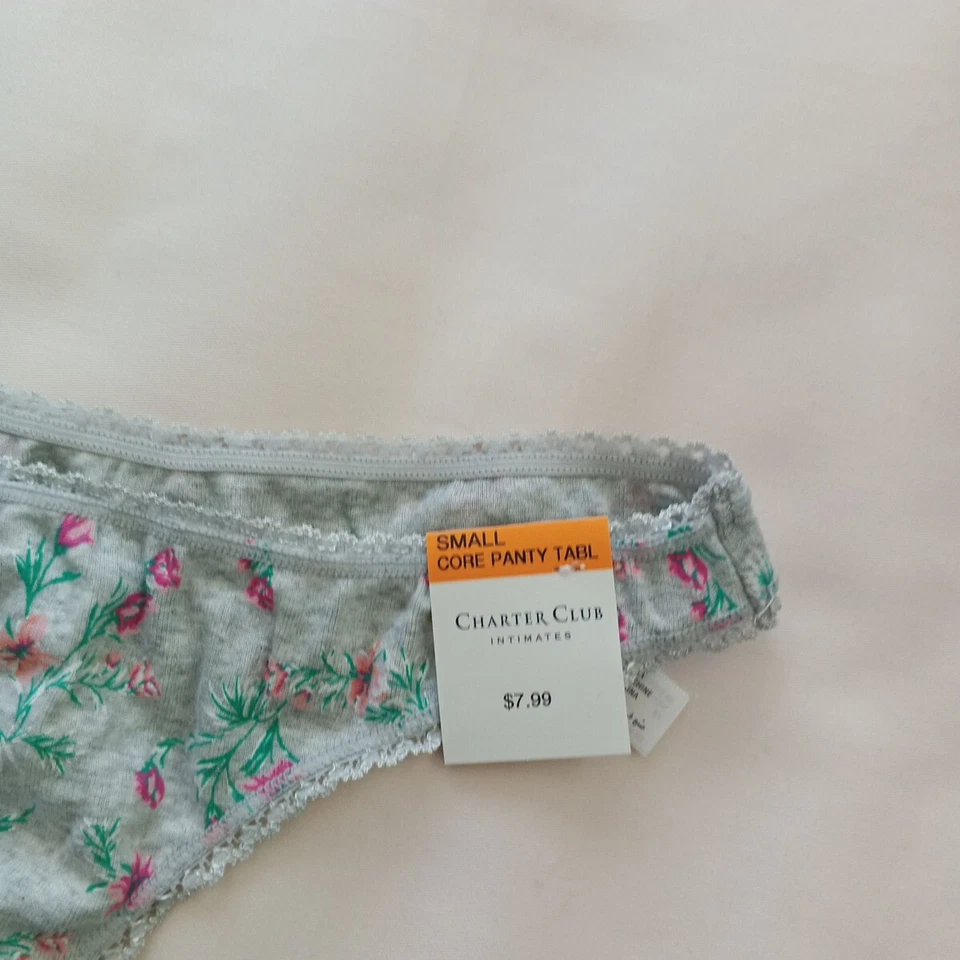 SMALL
CORE PANTY TABL
CHARTER CLUB
INTIMATES
$7.99